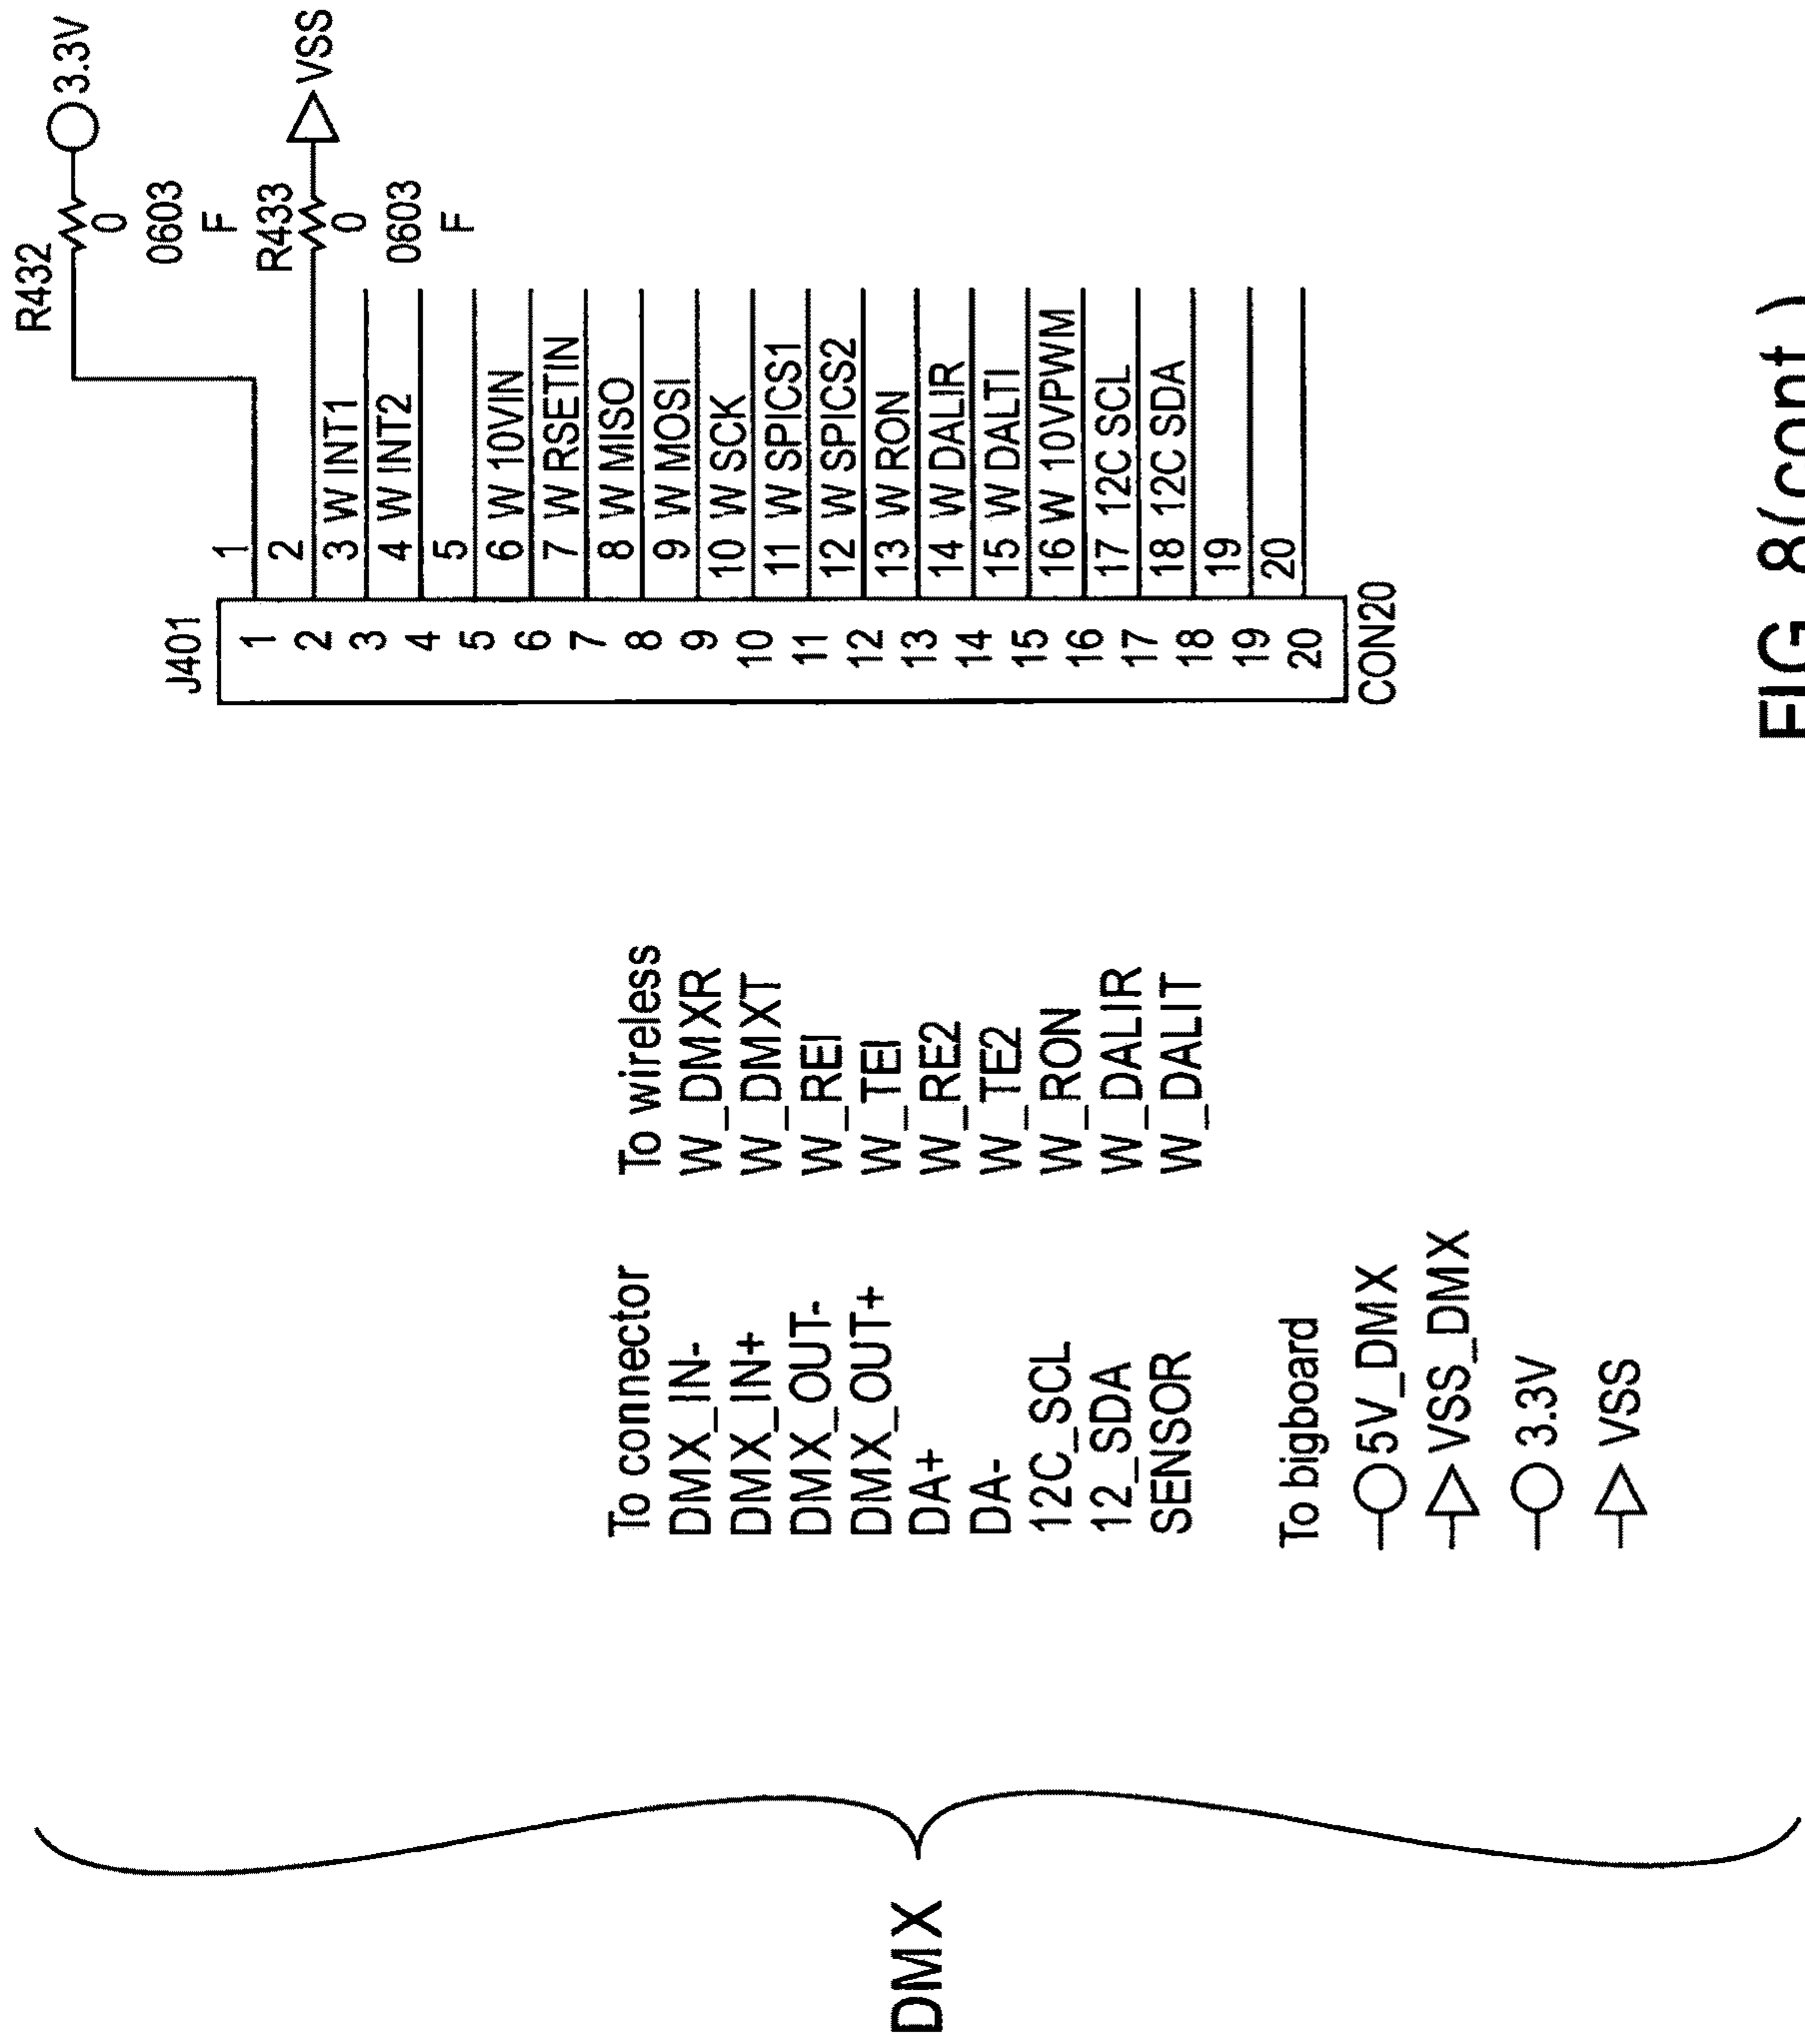 DMX
To connector
DMX_IN-
DMX_IN+
DMX_OUT-
DMX_OUT+
DA+
DA-
12C_SCL
12_SDA
SENSOR
To bigboard
5V_DMX
VSS_DMX
3.3V
VSS
To wireless
W_DMXR
W_DMXT
W_REI
W_TEI
W_RE2
W_TE2
W_RON
W_DALIR
W_DALIT
J401
1 1
2 2
3 3 W INT1
4 4 W INT2
5 5
6 6 W 10VIN
7 7 W RSETIN
8 8 W MISO
9 9 W MOSI
10 10 W SCK
11 11 W SPICS1
12 12 W SPICS2
13 13 W RON
14 14 W DALIR
15 15 W DALTI
16 16 W 10VPWM
17 17 12C SCL
18 18 12C SDA
19 19
20 20
CON20
R432
0
0603
F
3.3V
R433
0
0603
F
VSS
FIG. 8(cont.)